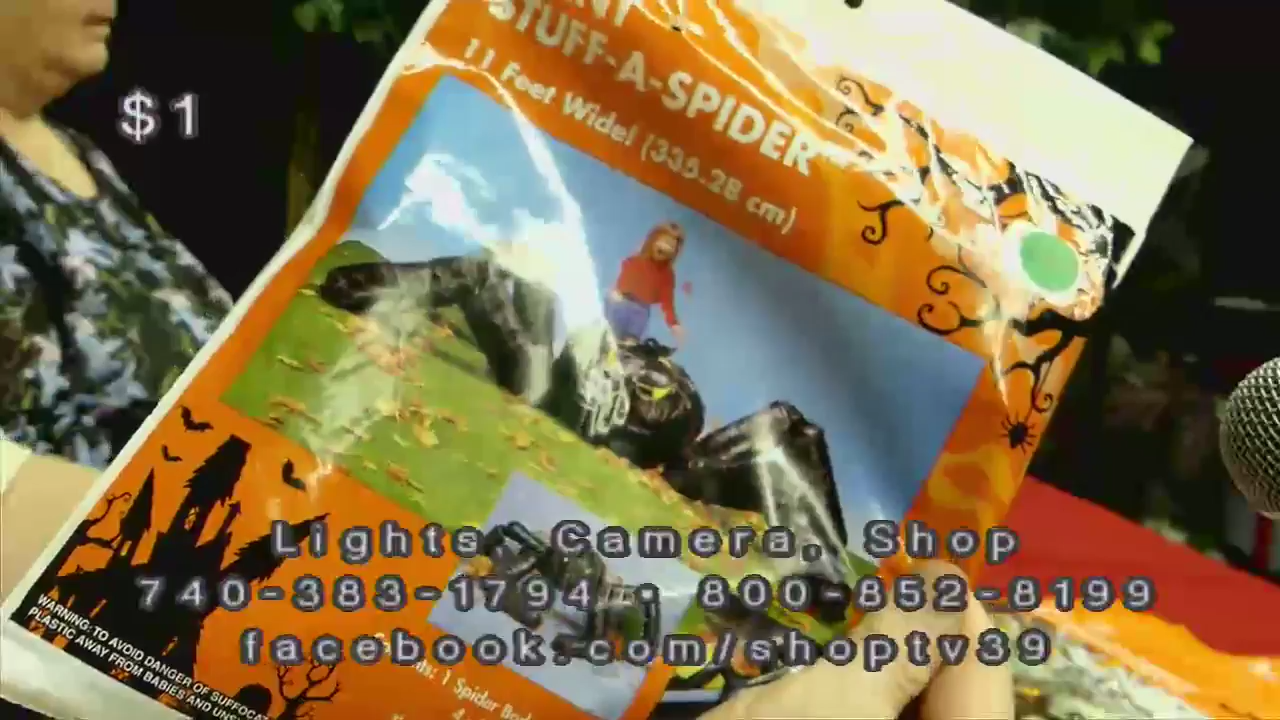 $1
STUFF-A-SPIDER
11 Feet Wide! (335.28 cm)
Lights, Camera, Shop
740-383-1794 · 800-852-8199
facebook.com/shoptv39
WARNING: TO AVOID DANGER OF
PLASTIC AWAY FROM BABIES AND
1 Spider